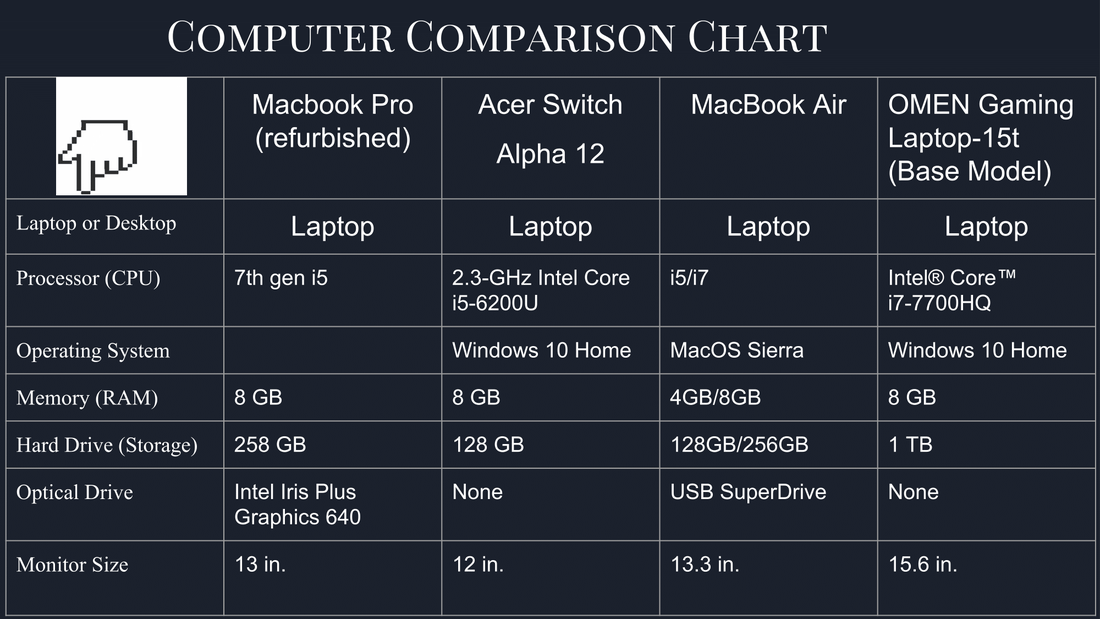 Computer Comparison Chart
Macbook Pro
(refurbished)
Acer Switch
Alpha 12
MacBook Air
OMEN Gaming
Laptop-15t
(Base Model)
Laptop or Desktop
Laptop
Laptop
Laptop
Laptop
Processor (CPU)
7th gen i5
2.3-GHz Intel Core
i5-6200U
i5/i7
Intel® Core™
i7-7700HQ
Operating System
Windows 10 Home
MacOS Sierra
Windows 10 Home
Memory (RAM)
8 GB
8 GB
4GB/8GB
8 GB
Hard Drive (Storage)
258 GB
128 GB
128GB/256GB
1 TB
Optical Drive
Intel Iris Plus
Graphics 640
None
USB SuperDrive
None
Monitor Size
13 in.
12 in.
13.3 in.
15.6 in.